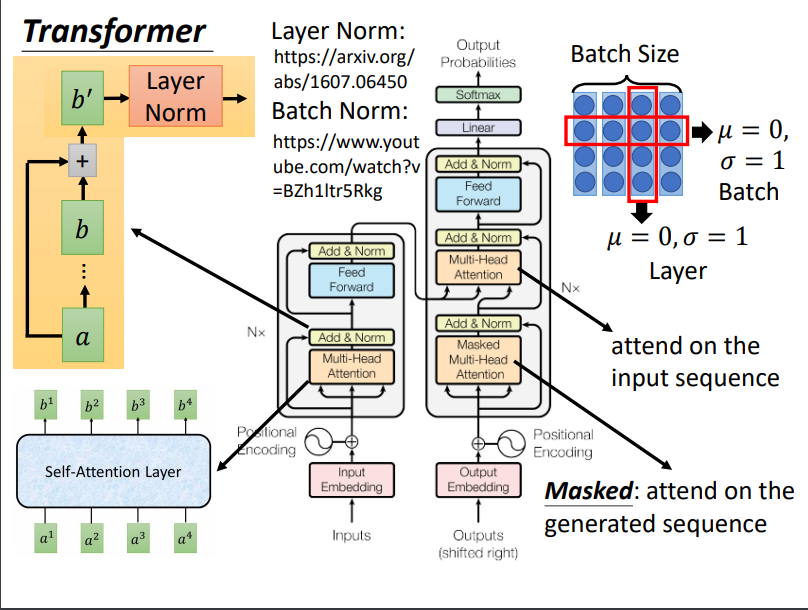 Transformer
b′
Layer
Norm
+
b
⋮
a
Layer Norm:
https://arxiv.org/
abs/1607.06450
Batch Norm:
https://www.yout
ube.com/watch?v
=BZh1ltr5Rkg
Output
Probabilities
Softmax
Linear
Add & Norm
Feed
Forward
Add & Norm
Multi-Head
Attention
Add & Norm
Masked
Multi-Head
Attention
N×
Add & Norm
Feed
Forward
N×
Add & Norm
Multi-Head
Attention
Positional
Encoding
Positional
Encoding
Input
Embedding
Output
Embedding
Inputs
Outputs
(shifted right)
Batch Size
μ = 0,
σ = 1
Batch
μ = 0, σ = 1
Layer
attend on the
input sequence
Masked: attend on the
generated sequence
b¹ b² b³ b⁴
Self-Attention Layer
a¹ a² a³ a⁴